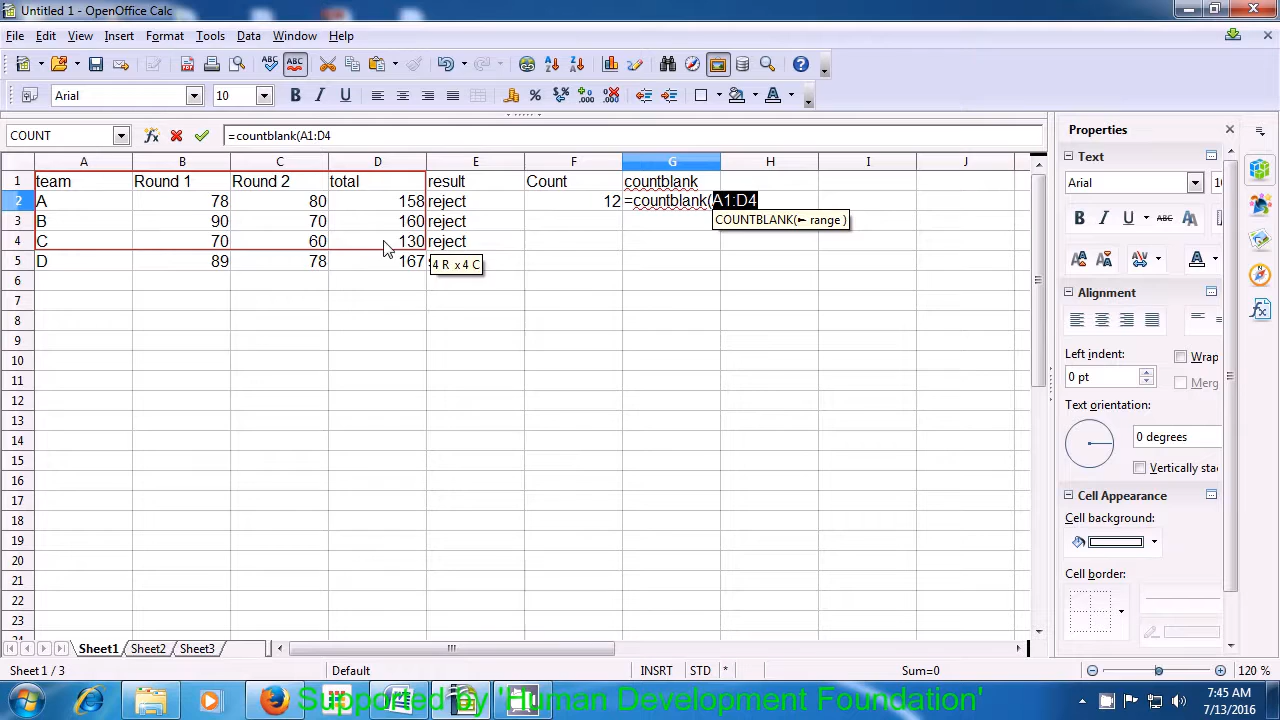 Untitled 1 - OpenOffice Calc
File Edit View Insert Format Tools Data Window Help
Arial 10
COUNT =countblank(A1:D4
Properties
A B C D E F G H I J
Text
1 team Round 1 Round 2 total result Count countblank
Arial
2 A 78 80 158 reject 12 =countblank(A1:D4
COUNTBLANK(► range )
3 B 90 70 160 reject
4 C 70 60 130 reject
5 D 89 78 167
4 R x 4 C
6
7
8
9
10
11
12
13
14
15
16
17
18
19
20
21
22
23
Alignment
Left indent: Wrap
0 pt Merg
Text orientation:
0 degrees
Vertically stac
Cell Appearance
Cell background:
Cell border:
Sheet1 Sheet2 Sheet3
Sheet 1 / 3 Default INSRT STD * Sum=0 120 %
Supported By 'Human Development Foundation'
7:45 AM
7/13/2016